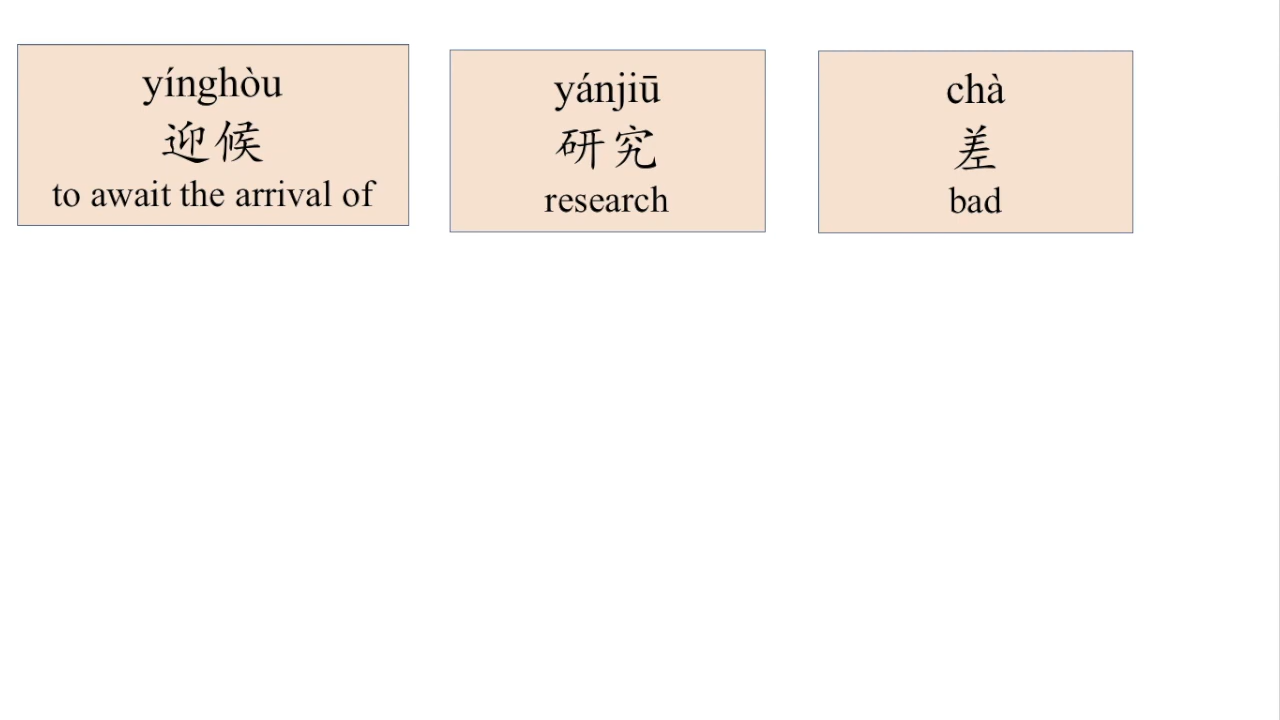 yínghòu
迎候
to await the arrival of
yánjiū
研究
research
chà
差
bad